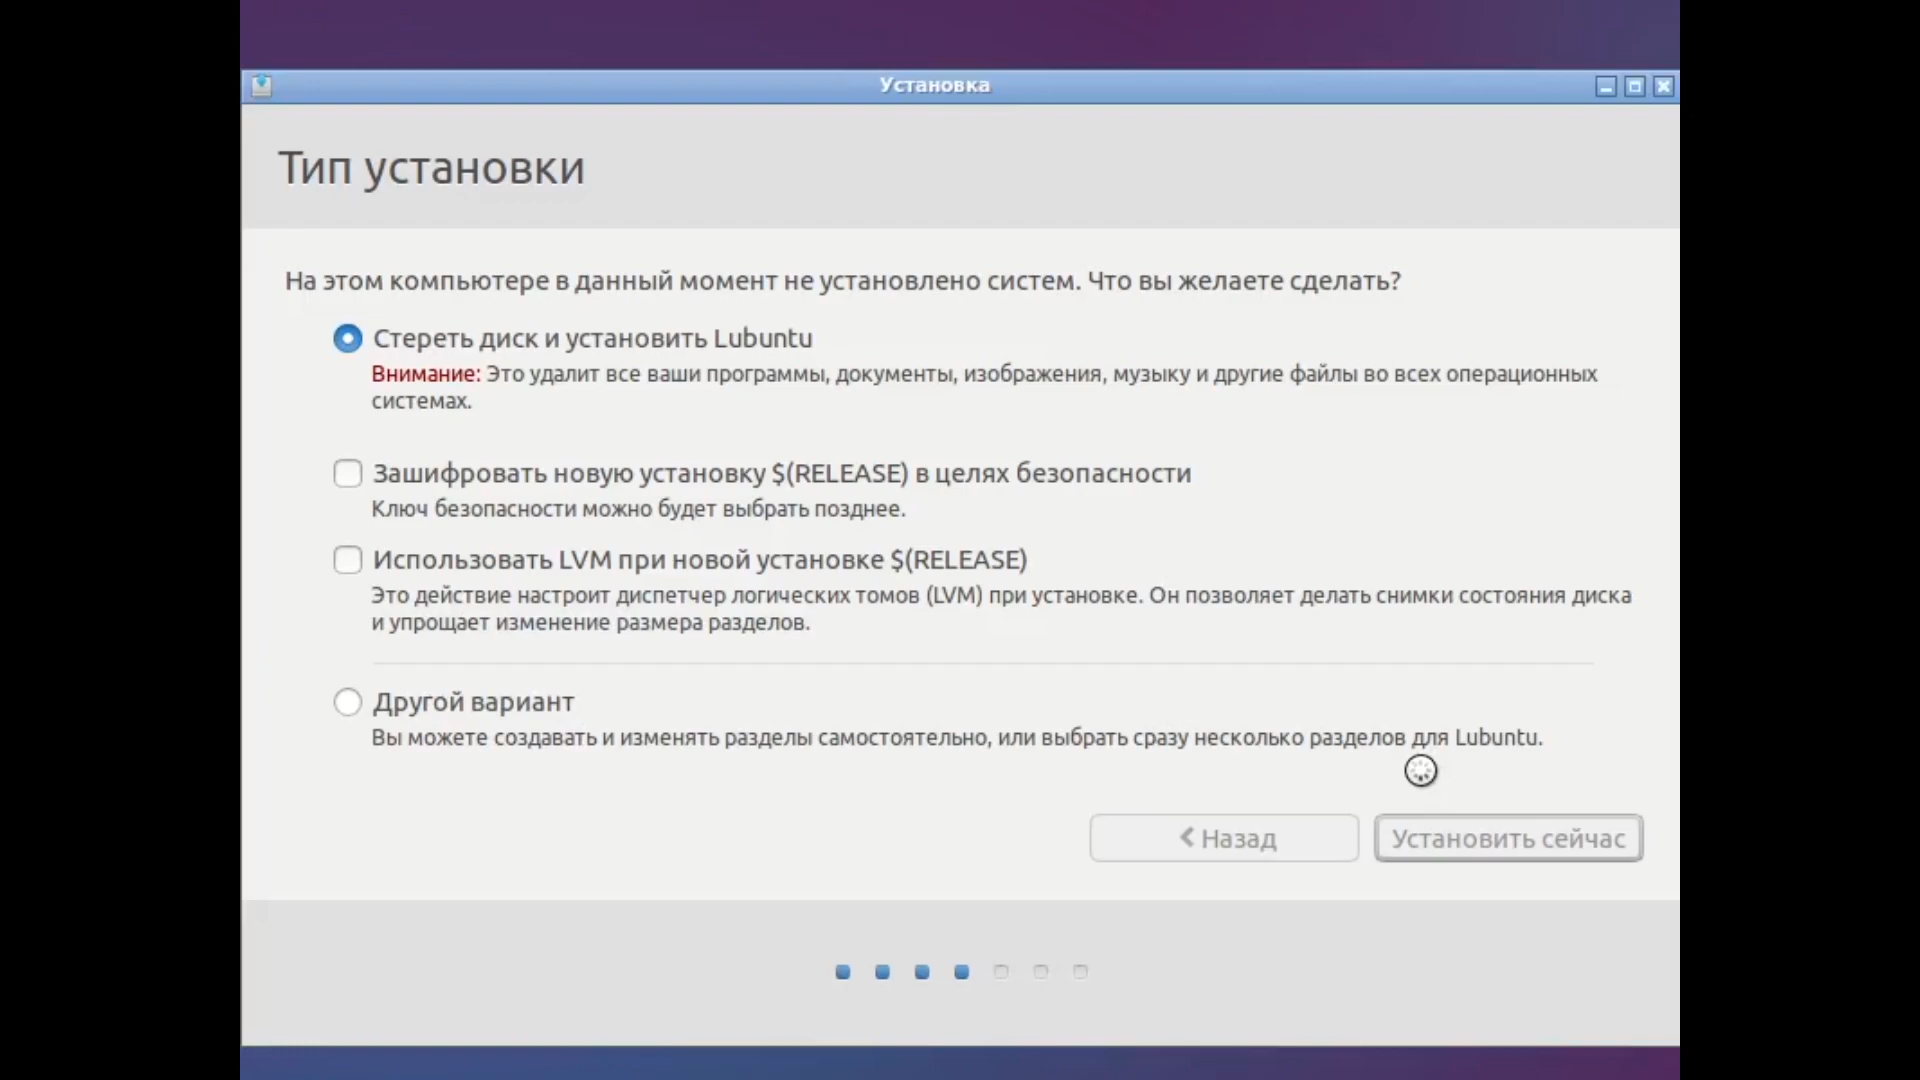 Установка
Тип установки
На этом компьютере в данный момент не установлено систем. Что вы желаете сделать?
Стереть диск и установить Lubuntu
Внимание: Это удалит все ваши программы, документы, изображения, музыку и другие файлы во всех операционных
системах.
Зашифровать новую установку $(RELEASE) в целях безопасности
Ключ безопасности можно будет выбрать позднее.
Использовать LVM при новой установке $(RELEASE)
Это действие настроит диспетчер логических томов (LVM) при установке. Он позволяет делать снимки состояния диска
и упрощает изменение размера разделов.
Другой вариант
Вы можете создавать и изменять разделы самостоятельно, или выбрать сразу несколько разделов для Lubuntu.
Назад
Установить сейчас